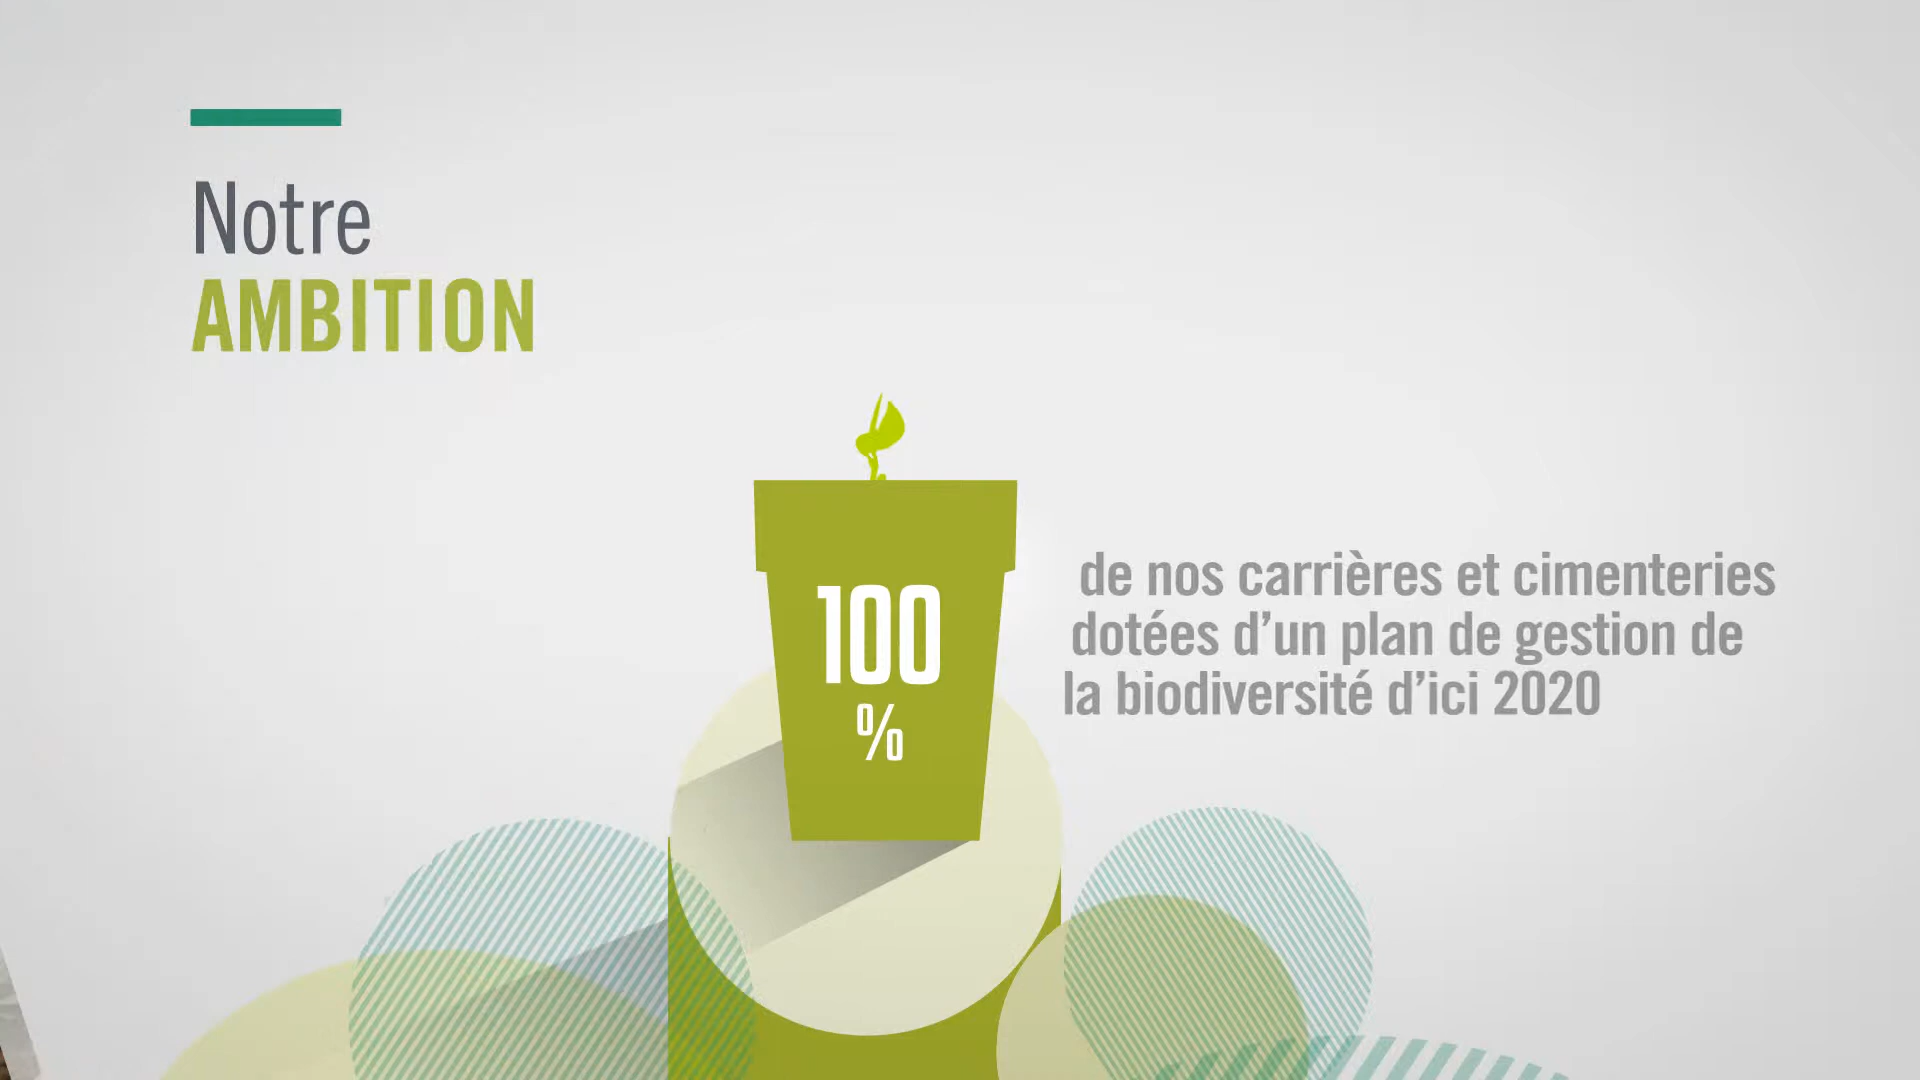 Notre
AMBITION
100
%
de nos carrières et cimenteries
dotées d’un plan de gestion de
la biodiversité d’ici 2020